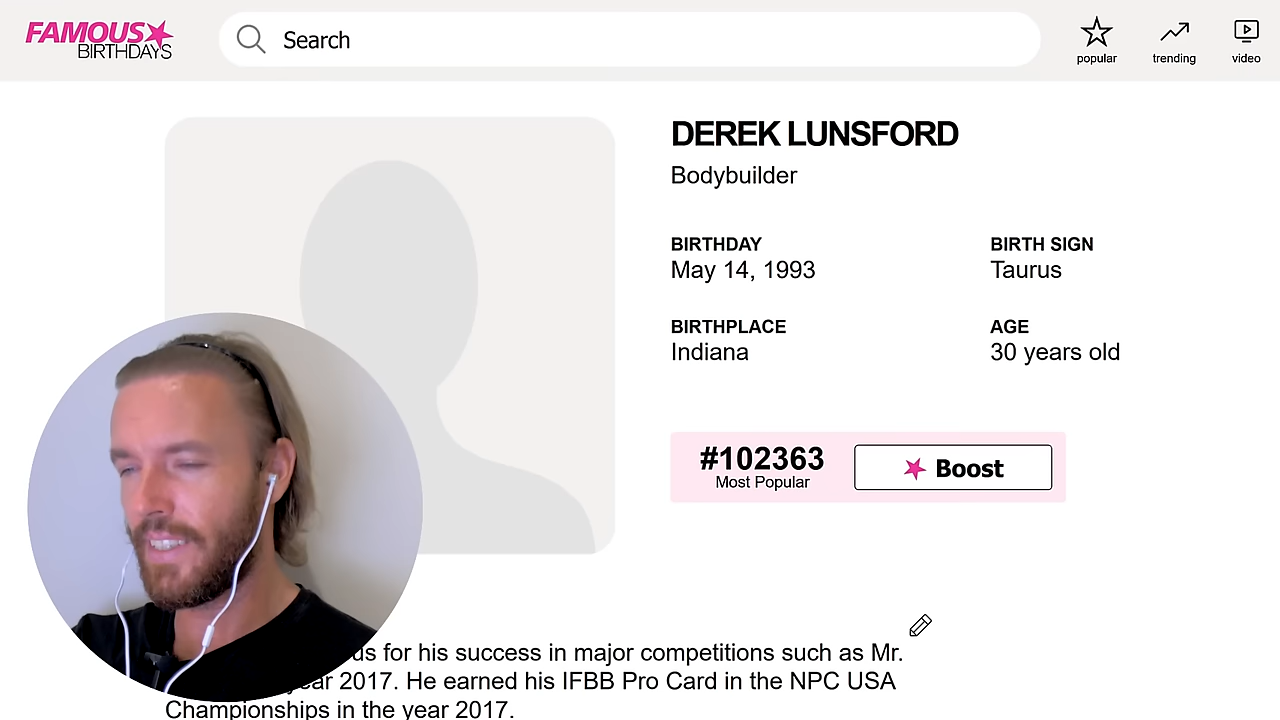 FAMOUS
BIRTHDAYS
Search
popular
trending
video
DEREK LUNSFORD
Bodybuilder
BIRTHDAY
May 14, 1993
BIRTH SIGN
Taurus
BIRTHPLACE
Indiana
AGE
30 years old
#102363
Most Popular
Boost
for his success in major competitions such as Mr.
2017. He earned his IFBB Pro Card in the NPC USA
Championships in the year 2017.